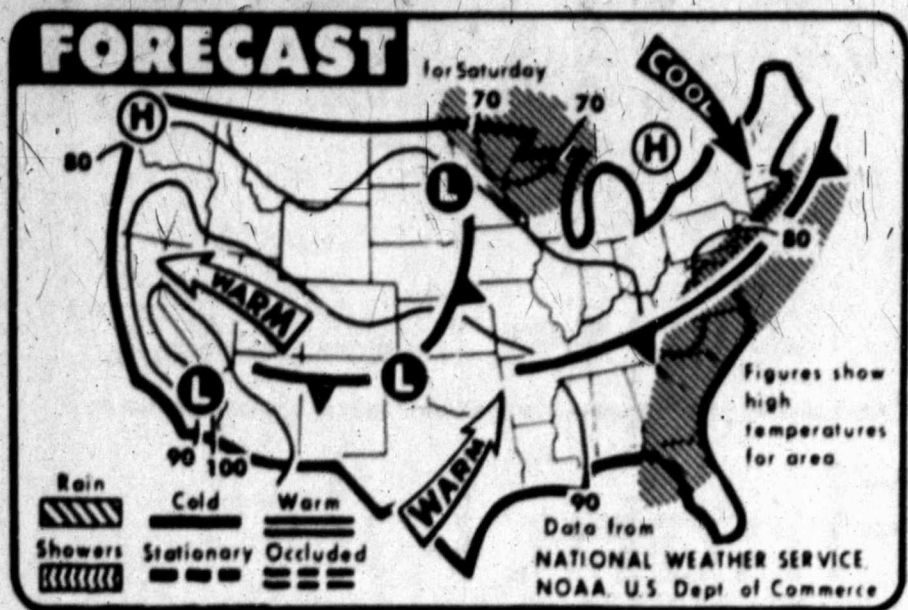 FORECAST
for Saturday
70
70
COOL
H
H
80
L
80
WARM
L
L
90 100
WARM
90
Figures show
high
temperatures
for area
Rain
Cold
Warm
Showers
Stationary
Occluded
Data from
NATIONAL WEATHER SERVICE,
NOAA, U.S. Dept. of Commerce